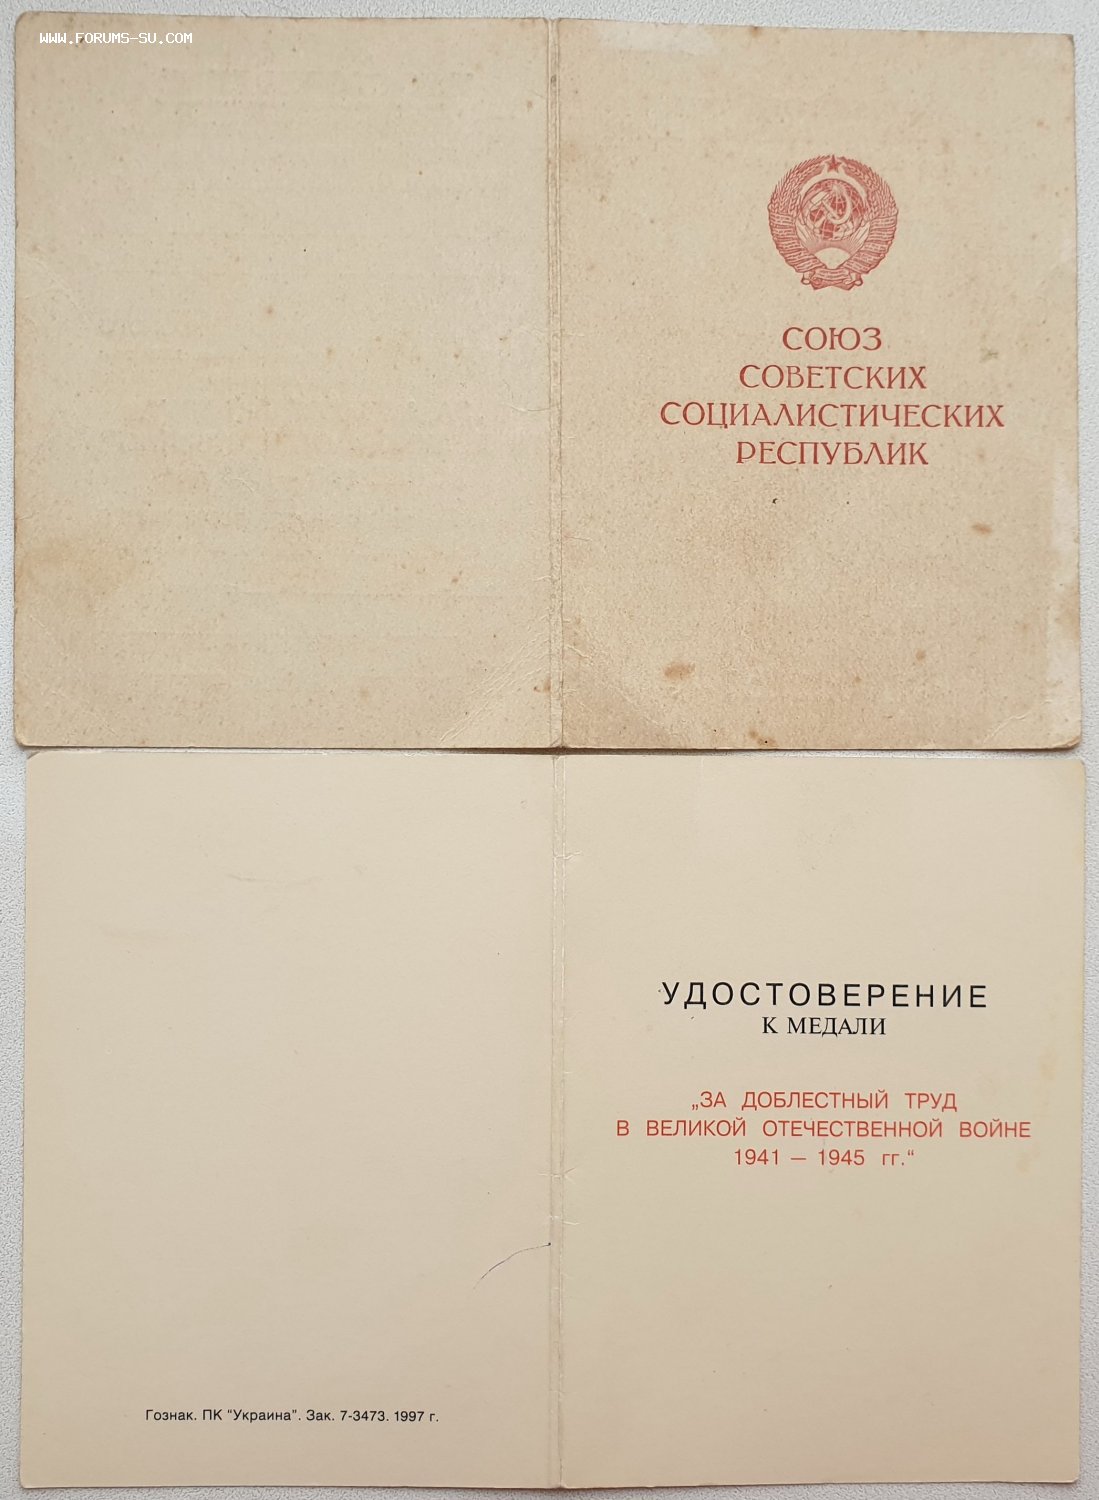 WWW.FORUMS-SU.COM
СОЮЗ
СОВЕТСКИХ
СОЦИАЛИСТИЧЕСКИХ
РЕСПУБЛИК
УДОСТОВЕРЕНИЕ
К МЕДАЛИ
„ЗА ДОБЛЕСТНЫЙ ТРУД
В ВЕЛИКОЙ ОТЕЧЕСТВЕННОЙ ВОЙНЕ
1941 — 1945 гг.“
Гознак. ПК "Украина". Зак. 7-3473. 1997 г.